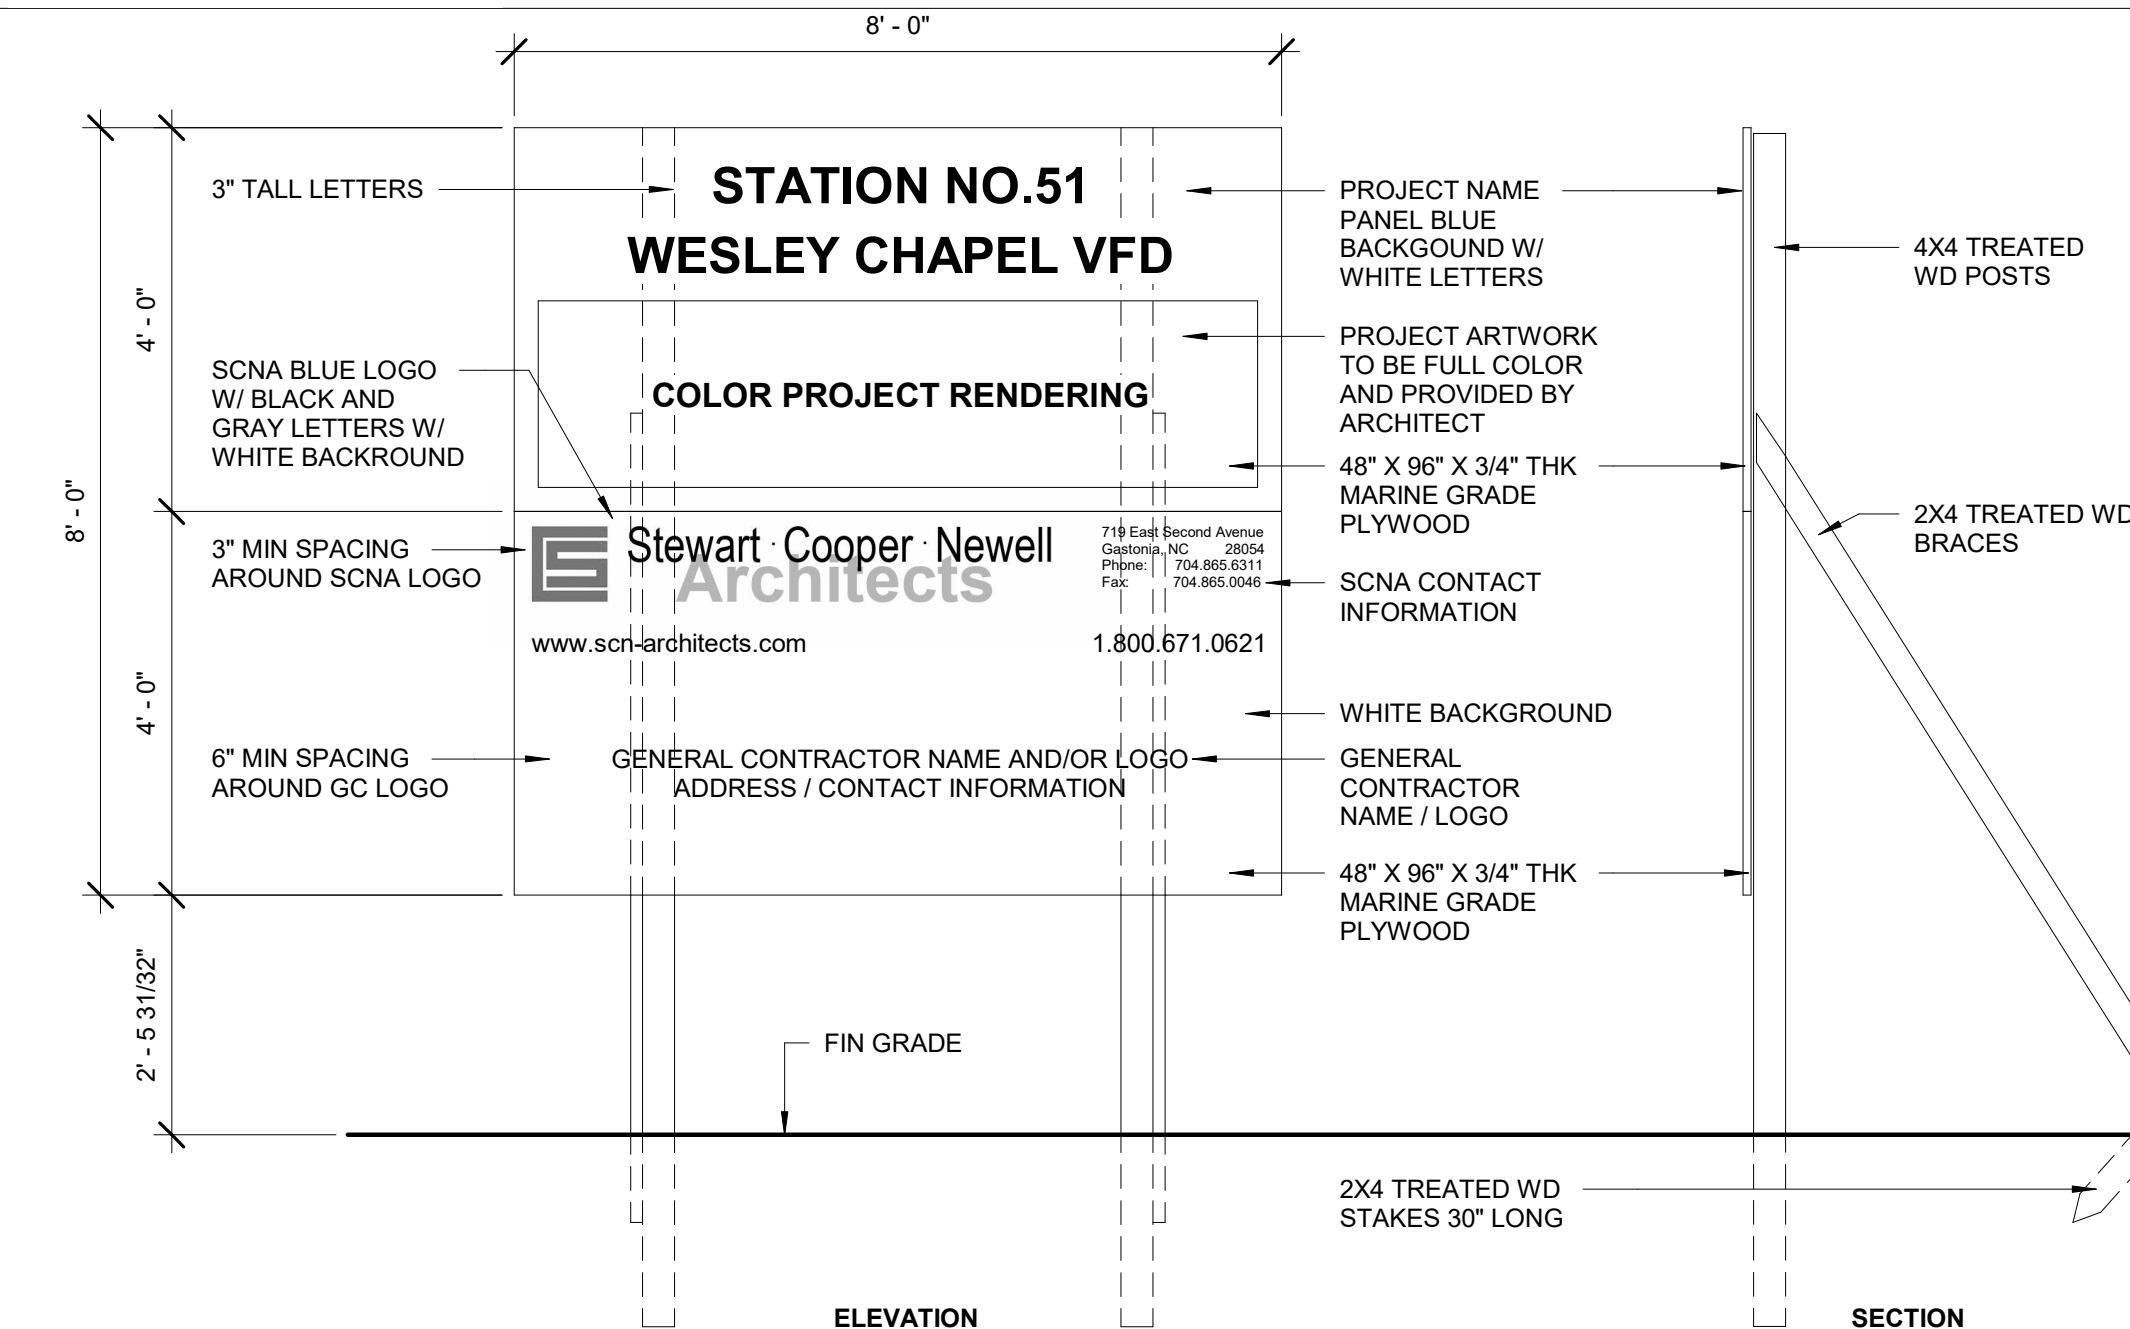 8' - 0"
3" TALL LETTERS
STATION NO.51
WESLEY CHAPEL VFD
PROJECT NAME
PANEL BLUE
BACKGOUND W/
WHITE LETTERS
4X4 TREATED
WD POSTS
4' - 0"
SCNA BLUE LOGO
W/ BLACK AND
GRAY LETTERS W/
WHITE BACKROUND
COLOR PROJECT RENDERING
PROJECT ARTWORK
TO BE FULL COLOR
AND PROVIDED BY
ARCHITECT
48" X 96" X 3/4" THK
MARINE GRADE
PLYWOOD
8' - 0"
3" MIN SPACING
AROUND SCNA LOGO
Stewart · Cooper · Newell
Architects
719 East Second Avenue
Gastonia, NC 28054
Phone: 704.865.6311
Fax: 704.865.0046
2X4 TREATED WD
BRACES
SCNA CONTACT
INFORMATION
www.scn-architects.com
1.800.671.0621
4' - 0"
WHITE BACKGROUND
6" MIN SPACING
AROUND GC LOGO
GENERAL CONTRACTOR NAME AND/OR LOGO
ADDRESS / CONTACT INFORMATION
GENERAL
CONTRACTOR
NAME / LOGO
48" X 96" X 3/4" THK
MARINE GRADE
PLYWOOD
2' - 5 31/32"
FIN GRADE
2X4 TREATED WD
STAKES 30" LONG
ELEVATION
SECTION